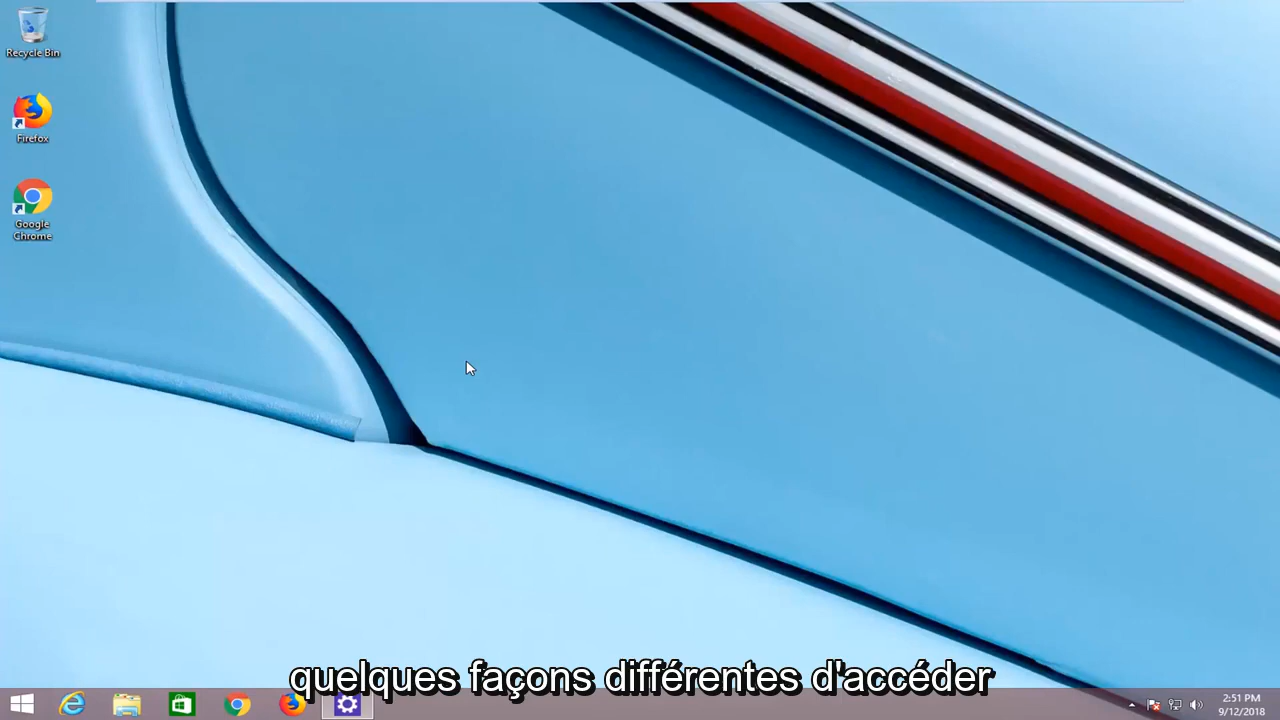 Recycle Bin
Firefox
Google
Chrome
quelques façons différentes d'accéder
2:51 PM
9/12/2018